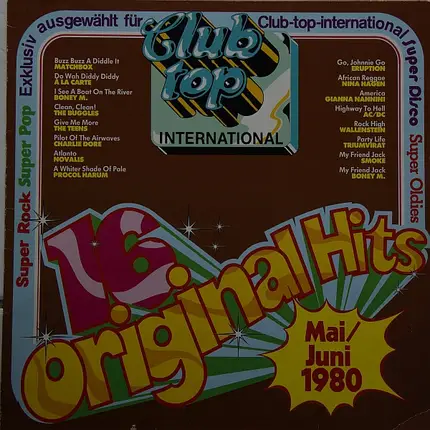 Exklusiv ausgewählt für
Club-top-international
Super Rock Super Pop
Super Disco Super Oldies
Club
top
INTERNATIONAL
Buzz Buzz A Diddle It
MATCHBOX
Do Wah Diddy Diddy
À LA CARTE
I See A Boat On The River
BONEY M.
Clean, Clean!
THE BUGGLES
Give Me More
THE TEENS
Pilot Of The Airwaves
CHARLIE DORE
Atlanto
NOVALIS
A Whiter Shade Of Pale
PROCOL HARUM
Go, Johnnie Go
ERUPTION
African Reggae
NINA HAGEN
America
GIANNA NANNINI
Highway To Hell
AC/DC
Rock High
WALLENSTEIN
Party Life
TRIUMVIRAT
My Friend Jack
SMOKE
My Friend Jack
BONEY M.
16
Original Hits
Mai/
Juni
1980